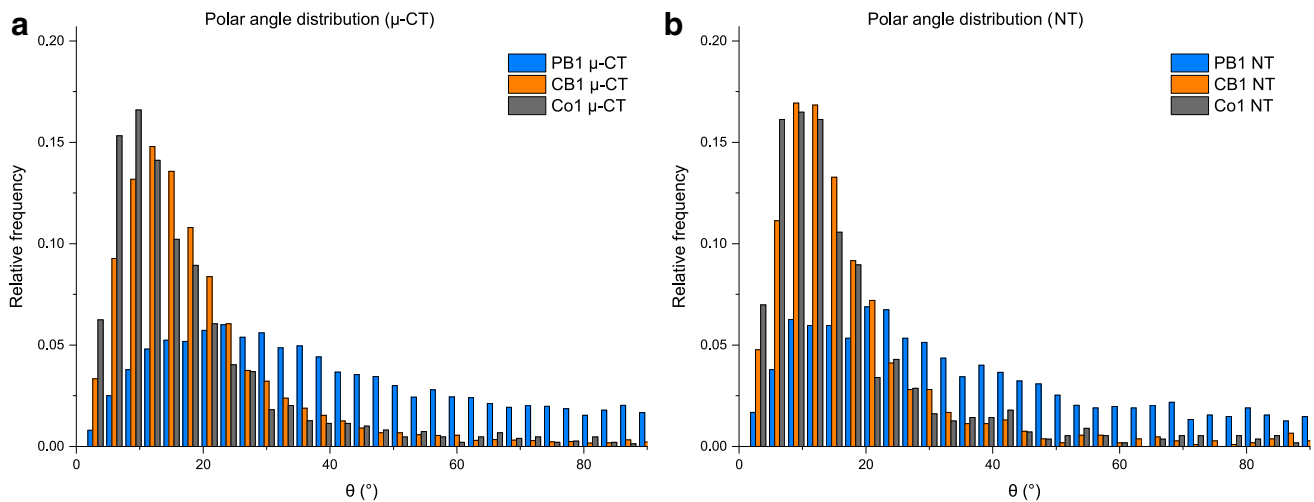 a
Polar angle distribution (µ-CT)
0.20
0.15
0.10
0.05
0.00
Relative frequency
PB1 µ-CT
CB1 µ-CT
Co1 µ-CT
0 20 40 60 80
θ (°)
b
Polar angle distribution (NT)
0.20
0.15
0.10
0.05
0.00
Relative frequency
PB1 NT
CB1 NT
Co1 NT
0 20 40 60 80
θ (°)